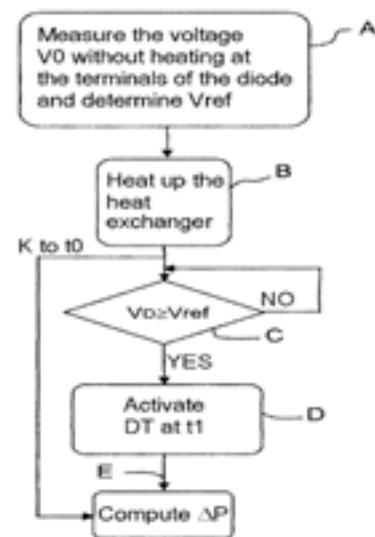 Measure the voltage
V0 without heating at
the terminals of the diode
and determine Vref
A
Heat up the
heat
exchanger
B
K to t0
VD≥Vref
NO
C
YES
Activate
DT at t1
D
E
Compute ΔP